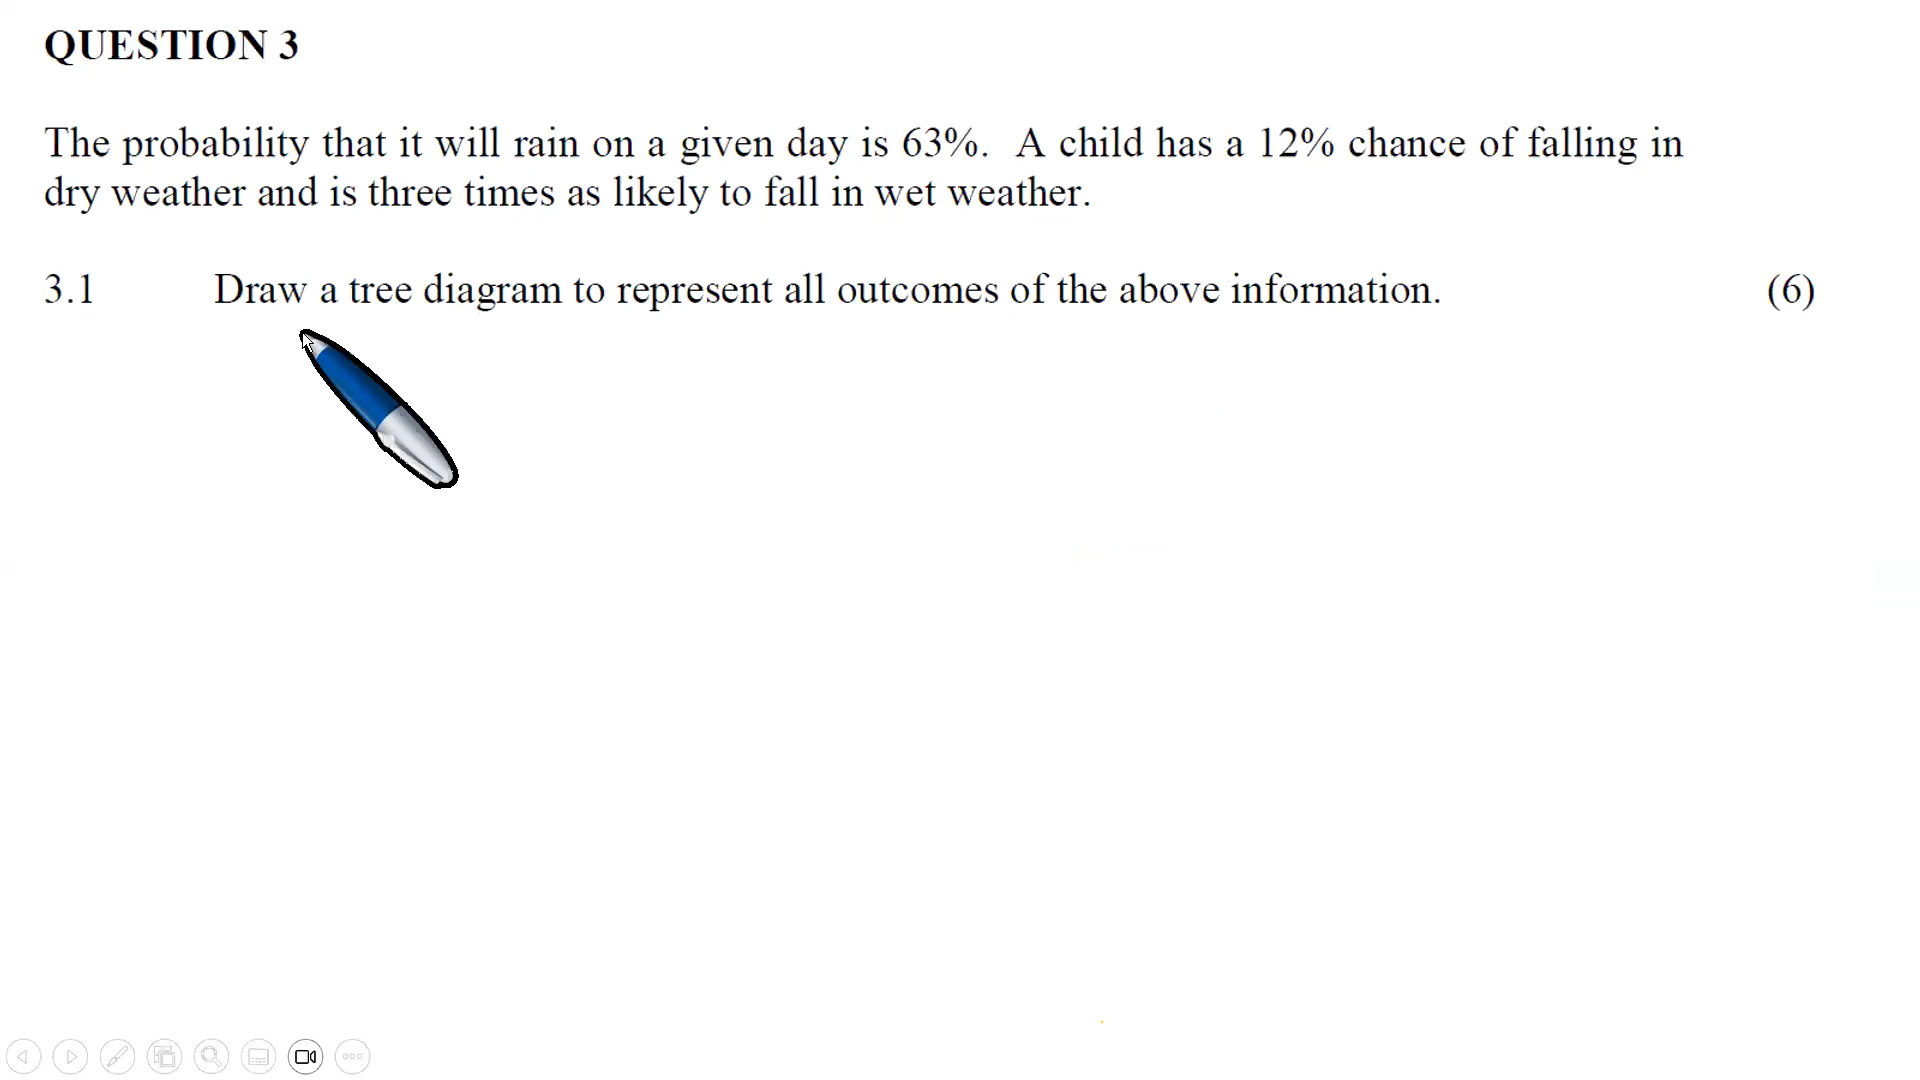 QUESTION 3
The probability that it will rain on a given day is 63%. A child has a 12% chance of falling in
dry weather and is three times as likely to fall in wet weather.
3.1 Draw a tree diagram to represent all outcomes of the above information. (6)